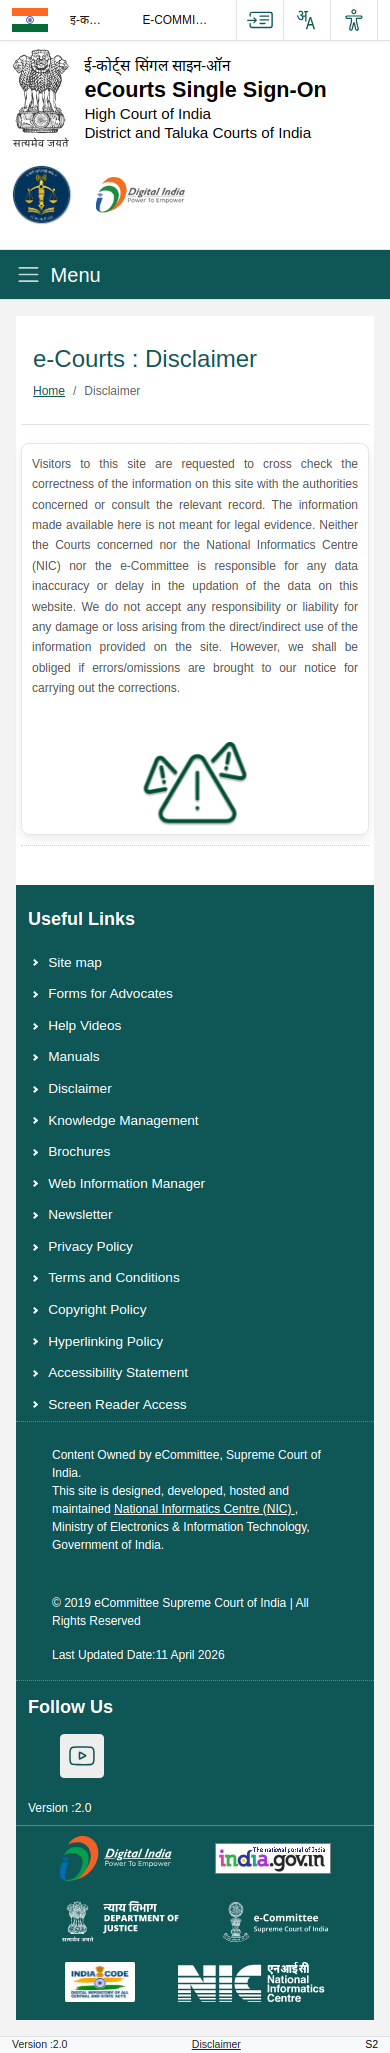 इ-क… E-COMMI…
अ A
ई-कोर्ट्स सिंगल साइन-ऑन
eCourts Single Sign-On
High Court of India
District and Taluka Courts of India
सत्यमेव जयते
Digital India
Power To Empower
Menu
e-Courts : Disclaimer
Home / Disclaimer
Visitors to this site are requested to cross check the
correctness of the information on this site with the authorities
concerned or consult the relevant record. The information
made available here is not meant for legal evidence. Neither
the Courts concerned nor the National Informatics Centre
(NIC) nor the e-Committee is responsible for any data
inaccuracy or delay in the updation of the data on this
website. We do not accept any responsibility or liability for
any damage or loss arising from the direct/indirect use of the
information provided on the site. However, we shall be
obliged if errors/omissions are brought to our notice for
carrying out the corrections.
Useful Links
Site map
Forms for Advocates
Help Videos
Manuals
Disclaimer
Knowledge Management
Brochures
Web Information Manager
Newsletter
Privacy Policy
Terms and Conditions
Copyright Policy
Hyperlinking Policy
Accessibility Statement
Screen Reader Access
Content Owned by eCommittee, Supreme Court of
India.
This site is designed, developed, hosted and
maintained National Informatics Centre (NIC) ,
Ministry of Electronics & Information Technology,
Government of India.
© 2019 eCommittee Supreme Court of India | All
Rights Reserved
Last Updated Date:11 April 2026
Follow Us
Version :2.0
Digital India
Power To Empower
The national portal of India
india.gov.in
सत्यमेव जयते
न्याय विभाग
DEPARTMENT OF
JUSTICE
e-Committee
Supreme Court of India
INDIA CODE
DIGITAL REPOSITORY OF ALL
CENTRAL AND STATE ACTS
NIC
एन आई सी
National
Informatics
Centre
Version :2.0 Disclaimer S2